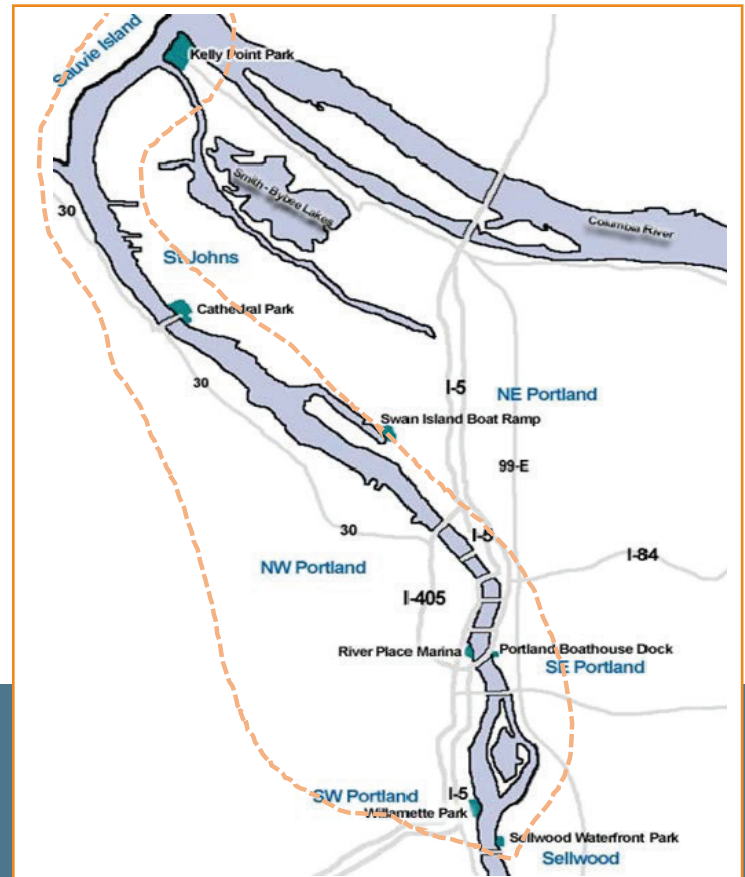 Sauvie Island
Kelly Point Park
Smith - Bybee Lakes
Columbia River
30
St Johns
Cathedral Park
30
I-5
NE Portland
Swan Island Boat Ramp
99-E
30
I-5
I-84
NW Portland
I-405
River Place Marina
Portland Boathouse Dock
SE Portland
SW Portland
I-5
Willamette Park
Sellwood Waterfront Park
Sellwood